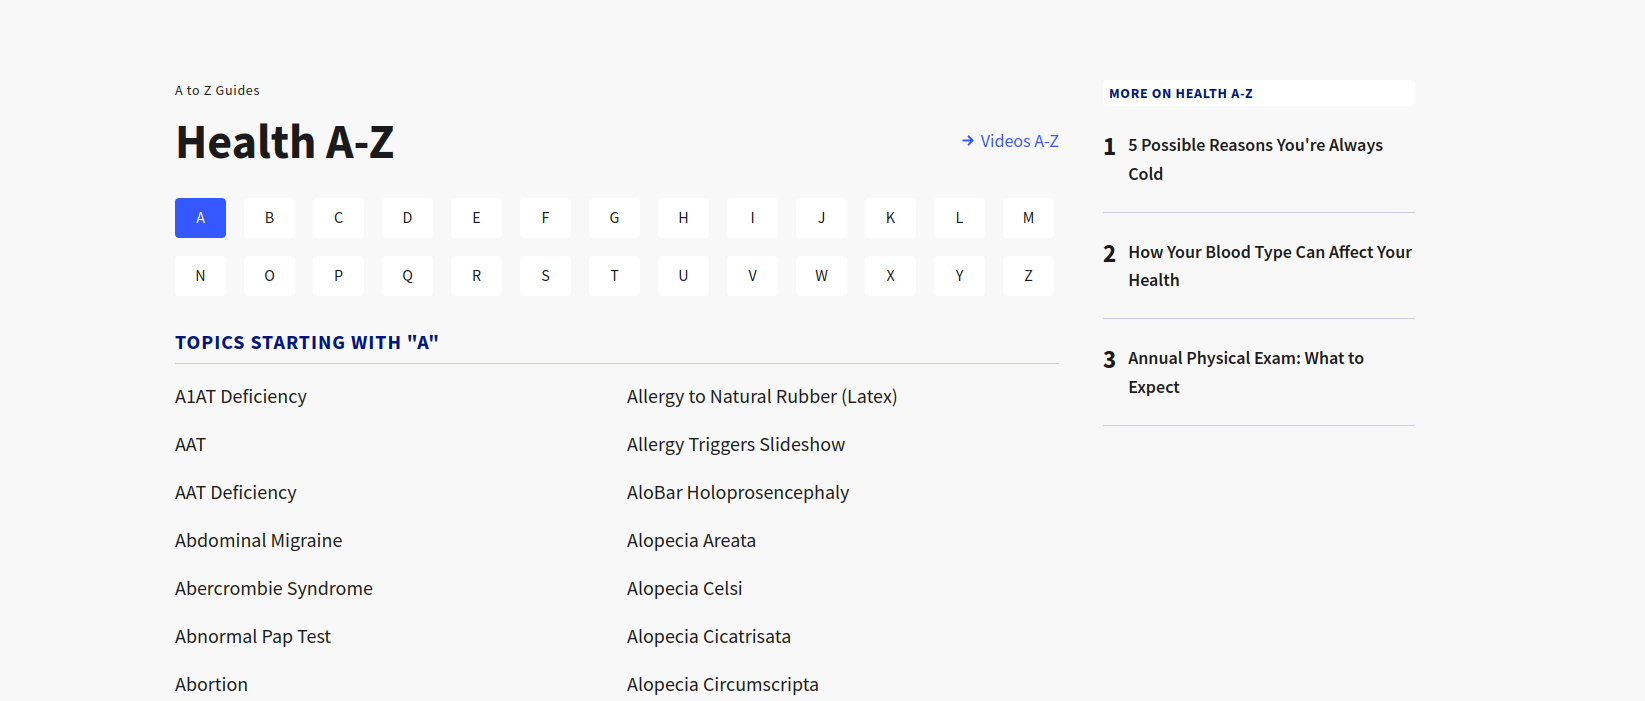 A to Z Guides
Health A-Z
Videos A-Z
A B C D E F G H I J K L M
N O P Q R S T U V W X Y Z
TOPICS STARTING WITH "A"
A1AT Deficiency
AAT
AAT Deficiency
Abdominal Migraine
Abercrombie Syndrome
Abnormal Pap Test
Abortion
Allergy to Natural Rubber (Latex)
Allergy Triggers Slideshow
AloBar Holoprosencephaly
Alopecia Areata
Alopecia Celsi
Alopecia Cicatrisata
Alopecia Circumscripta
MORE ON HEALTH A-Z
1 5 Possible Reasons You're Always
Cold
2 How Your Blood Type Can Affect Your
Health
3 Annual Physical Exam: What to
Expect